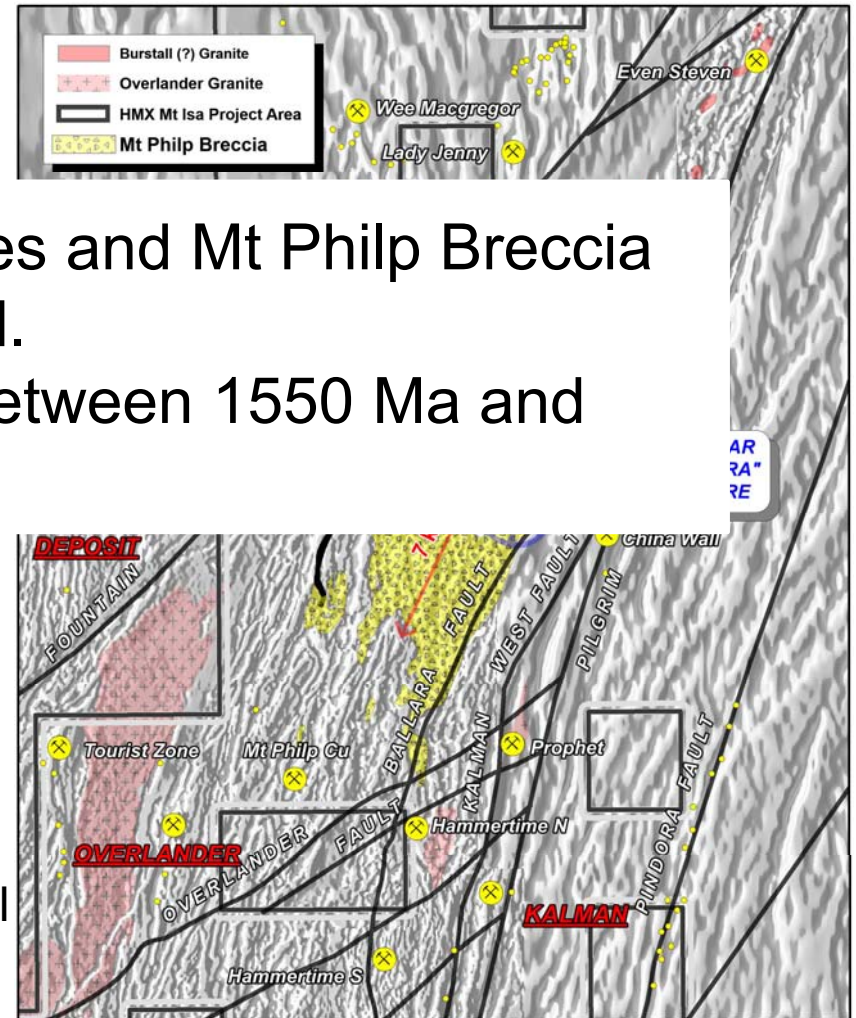 Burstall (?) Granite
Overlander Granite
HMX Mt Isa Project Area
Mt Philp Breccia
Even Steven
Wee Macgregor
Lady Jenny
es and Mt Philp Breccia
l.
etween 1550 Ma and
AR
RA"
RE
DEPOSIT
China Wall
FOUNTAIN
7
BALLARA FAULT
WEST FAULT
PILGRIM
KALMAN
PINDORA FAULT
Tourist Zone
Mt Philp Cu
Prophet
Hammertime N
OVERLANDER FAULT
OVERLANDER
l
KALMAN
Hammertime S